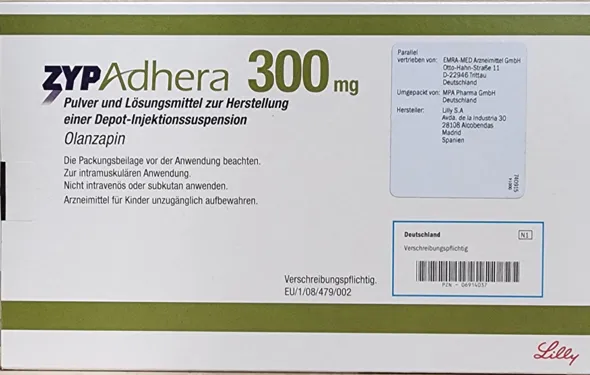 ZYPAdhera 300 mg
Pulver und Lösungsmittel zur Herstellung
einer Depot-Injektionssuspension
Olanzapin
Die Packungsbeilage vor der Anwendung beachten.
Zur intramuskulären Anwendung.
Nicht intravenös oder subkutan anwenden.
Arzneimittel für Kinder unzugänglich aufbewahren.
Verschreibungspflichtig.
EU/1/08/479/002
Parallel
vertrieben von: EMRA-MED Arzneimittel GmbH
Otto-Hahn-Straße 11
D-22946 Trittau
Deutschland
Umgepackt von: MPA Pharma GmbH
Deutschland
Hersteller: Lilly S.A
Avda. de la Industria 30
28108 Alcobendas
Madrid
Spanien
Deutschland N1
Verschreibungspflichtig
PZN - 06914037
Lilly